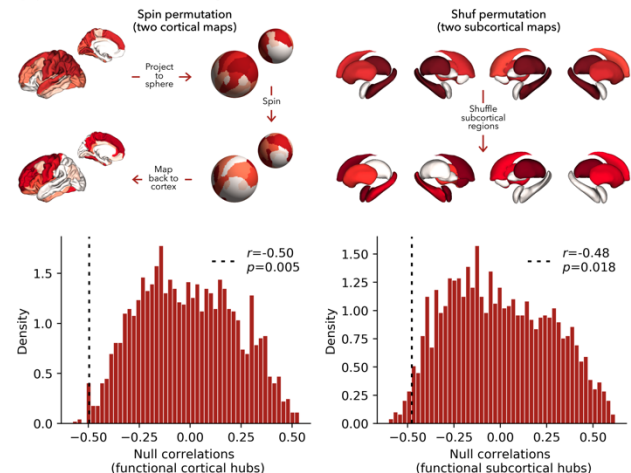 Spin permutation
(two cortical maps)
Project
to
sphere
Spin
Map
back to
cortex
Shuf permutation
(two subcortical maps)
Shuffle
subcortical
regions
r=-0.50
p=0.005
Density
1.5
1.0
0.5
0.0
−0.50
−0.25
0.00
0.25
0.50
Null correlations
(functional cortical hubs)
r=-0.48
p=0.018
Density
1.50
1.25
1.00
0.75
0.50
0.25
0.00
−0.50
−0.25
0.00
0.25
0.50
Null correlations
(functional subcortical hubs)